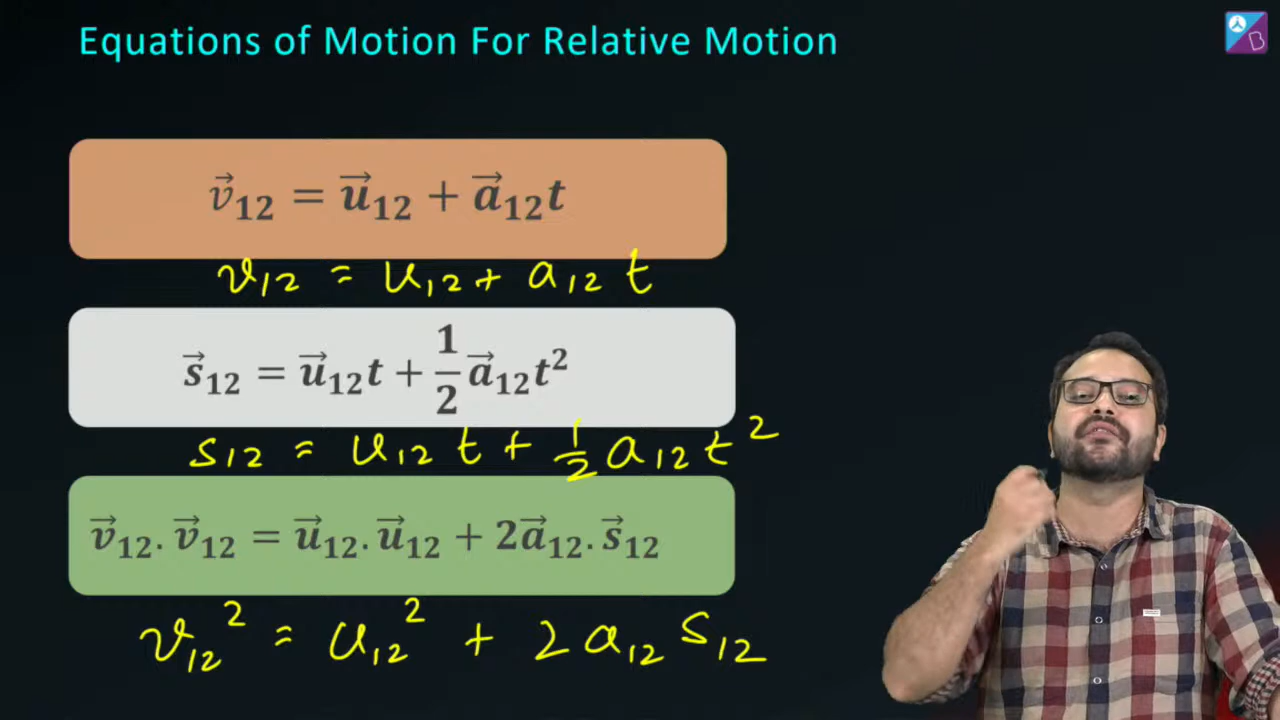 Equations of Motion For Relative Motion
v⃗₁₂ = u⃗₁₂ + a⃗₁₂t
v₁₂ = u₁₂ + a₁₂ t
s⃗₁₂ = u⃗₁₂t + 1/2 a⃗₁₂t²
s₁₂ = u₁₂ t + 1/2 a₁₂ t²
v⃗₁₂. v⃗₁₂ = u⃗₁₂. u⃗₁₂ + 2a⃗₁₂. s⃗₁₂
v₁₂² = u₁₂² + 2 a₁₂ s₁₂